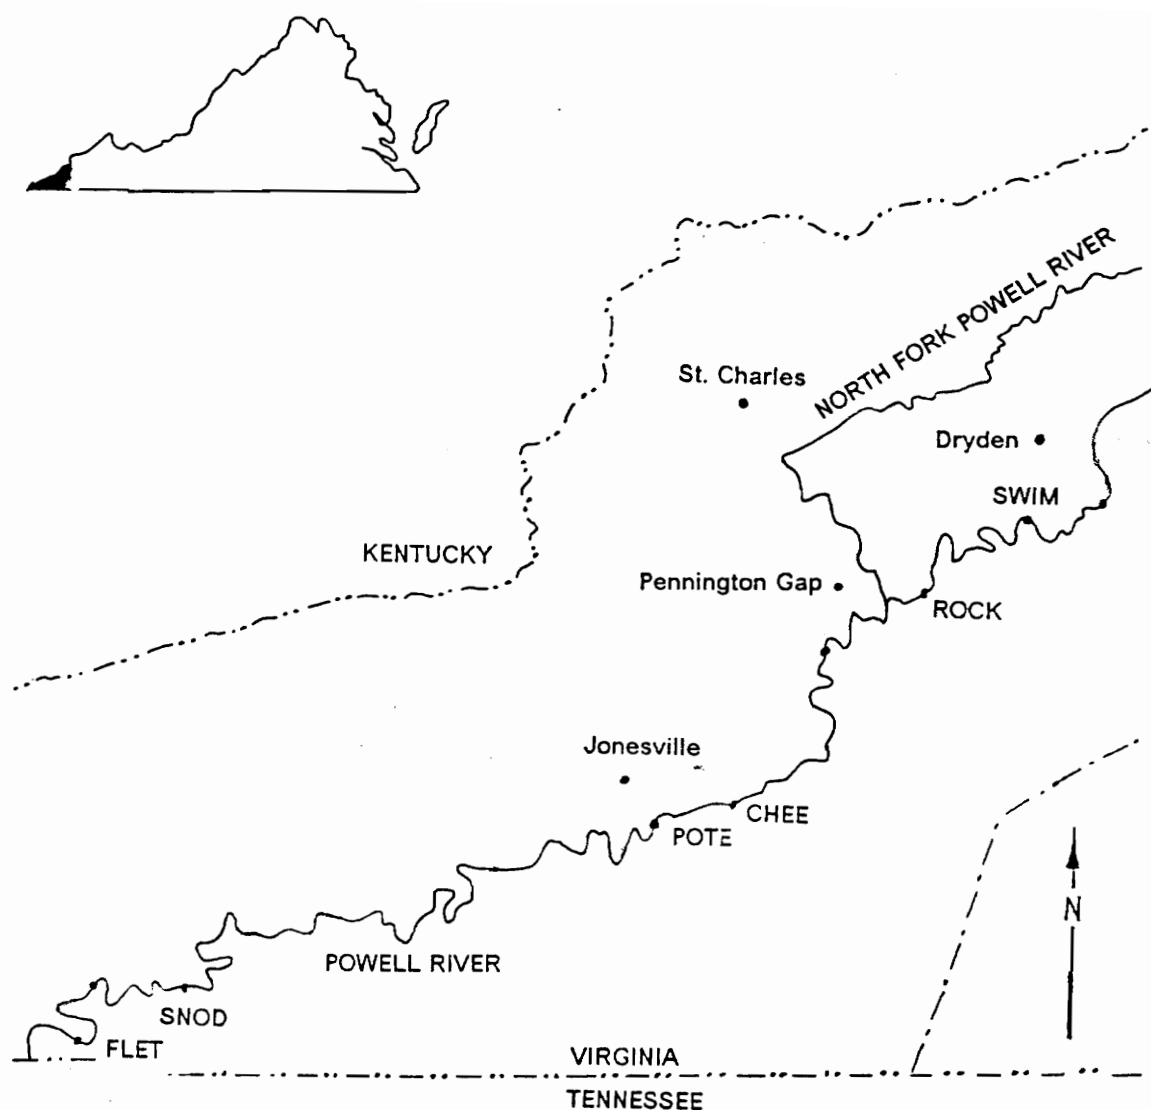 NORTH FORK POWELL RIVER
St. Charles
Dryden
SWIM
KENTUCKY
Pennington Gap
ROCK
Jonesville
CHEE
POTE
N
POWELL RIVER
SNOD
FLET
VIRGINIA
TENNESSEE